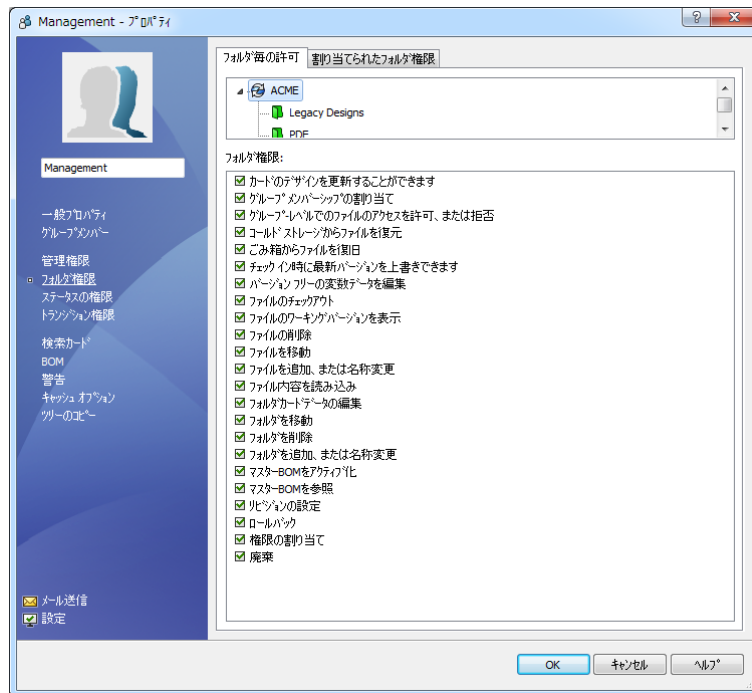 Management - ﾌﾟﾛﾊﾟﾃｨ
ﾌｫﾙﾀﾞ毎の許可
割り当てられたﾌｫﾙﾀﾞ権限
ACME
Legacy Designs
PDF
ﾌｫﾙﾀﾞ権限:
Management
一般ﾌﾟﾛﾊﾟﾃｨ
ｸﾞﾙｰﾌﾟﾒﾝﾊﾞｰ
管理権限
ﾌｫﾙﾀﾞ権限
ｽﾃｰﾀｽの権限
ﾄﾗﾝｼﾞｼｮﾝ権限
検索ｶｰﾄﾞ
BOM
警告
ｷｬｯｼｭ ｵﾌﾟｼｮﾝ
ﾂﾘｰのｺﾋﾟｰ
ﾒｰﾙ送信
設定
ｶｰﾄﾞのﾃﾞｻﾞｲﾝを更新することができます
ｸﾞﾙｰﾌﾟ ﾒﾝﾊﾞｰｼｯﾌﾟの割り当て
ｸﾞﾙｰﾌﾟ-ﾚﾍﾞﾙでのﾌｧｲﾙのｱｸｾｽを許可、または拒否
ｺｰﾙﾄﾞ ｽﾄﾚｰｼﾞからﾌｧｲﾙを復元
ごみ箱からﾌｧｲﾙを復旧
ﾁｪｯｸ ｲﾝ時に最新ﾊﾞｰｼﾞｮﾝを上書きできます
ﾊﾞｰｼﾞｮﾝ ﾌﾘｰの変数ﾃﾞｰﾀを編集
ﾌｧｲﾙのﾁｪｯｸｱｳﾄ
ﾌｧｲﾙのﾜｰｷﾝｸﾞﾊﾞｰｼﾞｮﾝを表示
ﾌｧｲﾙの削除
ﾌｧｲﾙを移動
ﾌｧｲﾙを追加、または名称変更
ﾌｧｲﾙ内容を読み込み
ﾌｫﾙﾀﾞｶｰﾄﾞﾃﾞｰﾀの編集
ﾌｫﾙﾀﾞを移動
ﾌｫﾙﾀﾞを削除
ﾌｫﾙﾀﾞを追加、または名称変更
ﾏｽﾀｰBOMをｱｸﾃｨﾌﾞ化
ﾏｽﾀｰBOMを参照
ﾘﾋﾞｼﾞｮﾝの設定
ﾛｰﾙﾊﾞｯｸ
権限の割り当て
廃棄
OK
ｷｬﾝｾﾙ
ﾍﾙﾌﾟ